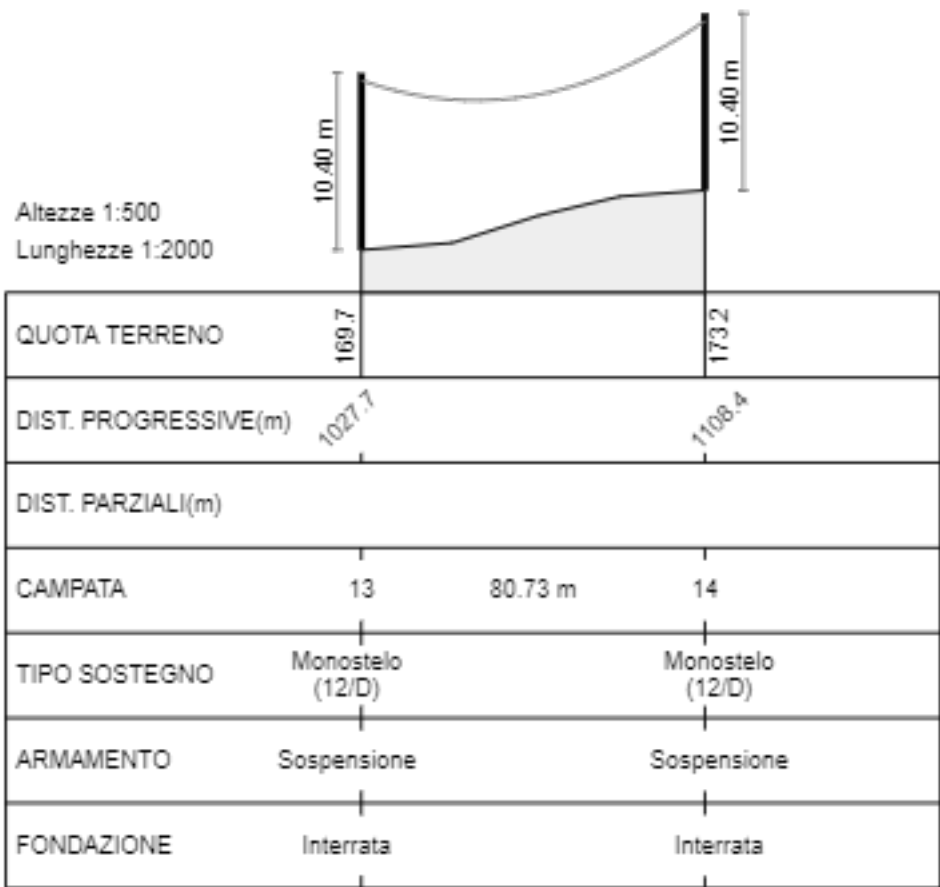 10.40 m
10.40 m
Altezze 1:500
Lunghezze 1:2000
QUOTA TERRENO 169.7 173.2
DIST. PROGRESSIVE(m) 1027.7 1108.4
DIST. PARZIALI(m)
CAMPATA 13 80.73 m 14
TIPO SOSTEGNO Monostelo (12/D) Monostelo (12/D)
ARMAMENTO Sospensione Sospensione
FONDAZIONE Interrata Interrata